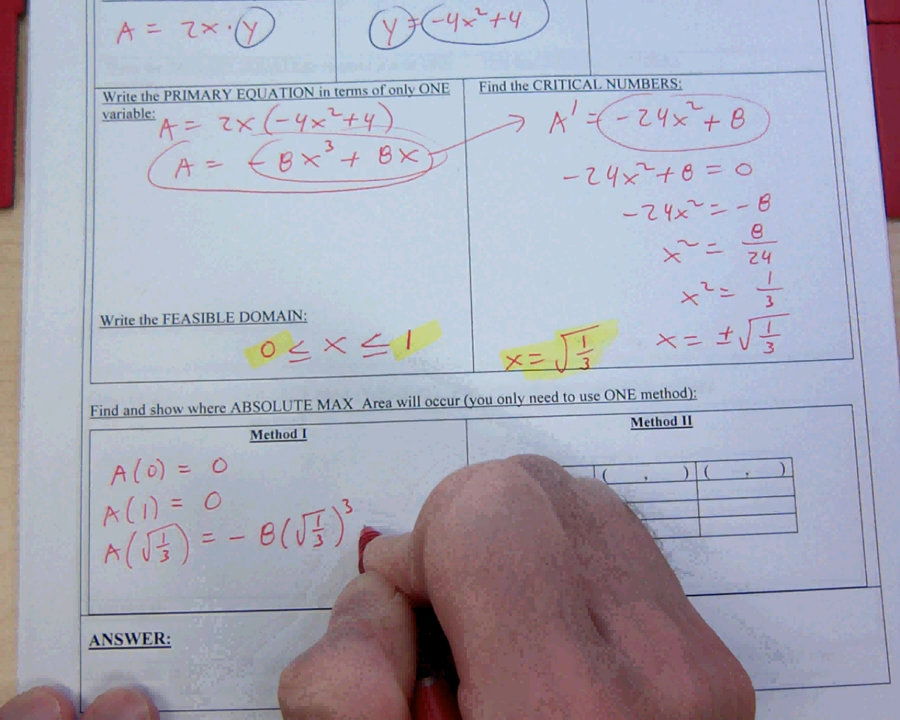 A = 2x · y
y = -4x² + 4
Write the PRIMARY EQUATION in terms of only ONE
variable:
A = 2x(-4x² + 4)
A = -8x³ + 8x
Write the FEASIBLE DOMAIN:
0 ≤ x ≤ 1
Find the CRITICAL NUMBERS:
A' = -24x² + 8
-24x² + 8 = 0
-24x² = -8
x² = 8/24
x² = 1/3
x = ±√(1/3)
x = √(1/3)
Find and show where ABSOLUTE MAX Area will occur (you only need to use ONE method):
Method I
A(0) = 0
A(1) = 0
A(√(1/3)) = -8(√(1/3))³
Method II
( , ) ( , )
ANSWER: